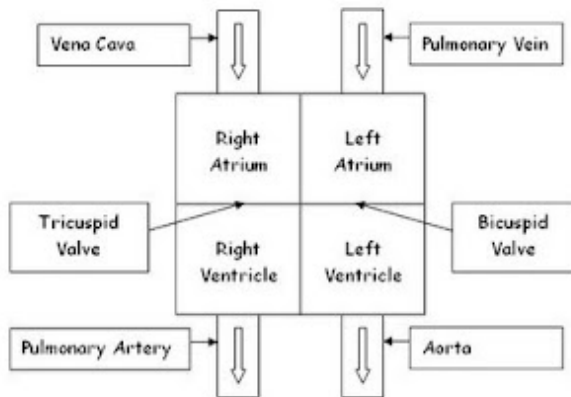 Vena Cava
Pulmonary Vein
Right
Atrium
Left
Atrium
Tricuspid
Valve
Bicuspid
Valve
Right
Ventricle
Left
Ventricle
Pulmonary Artery
Aorta